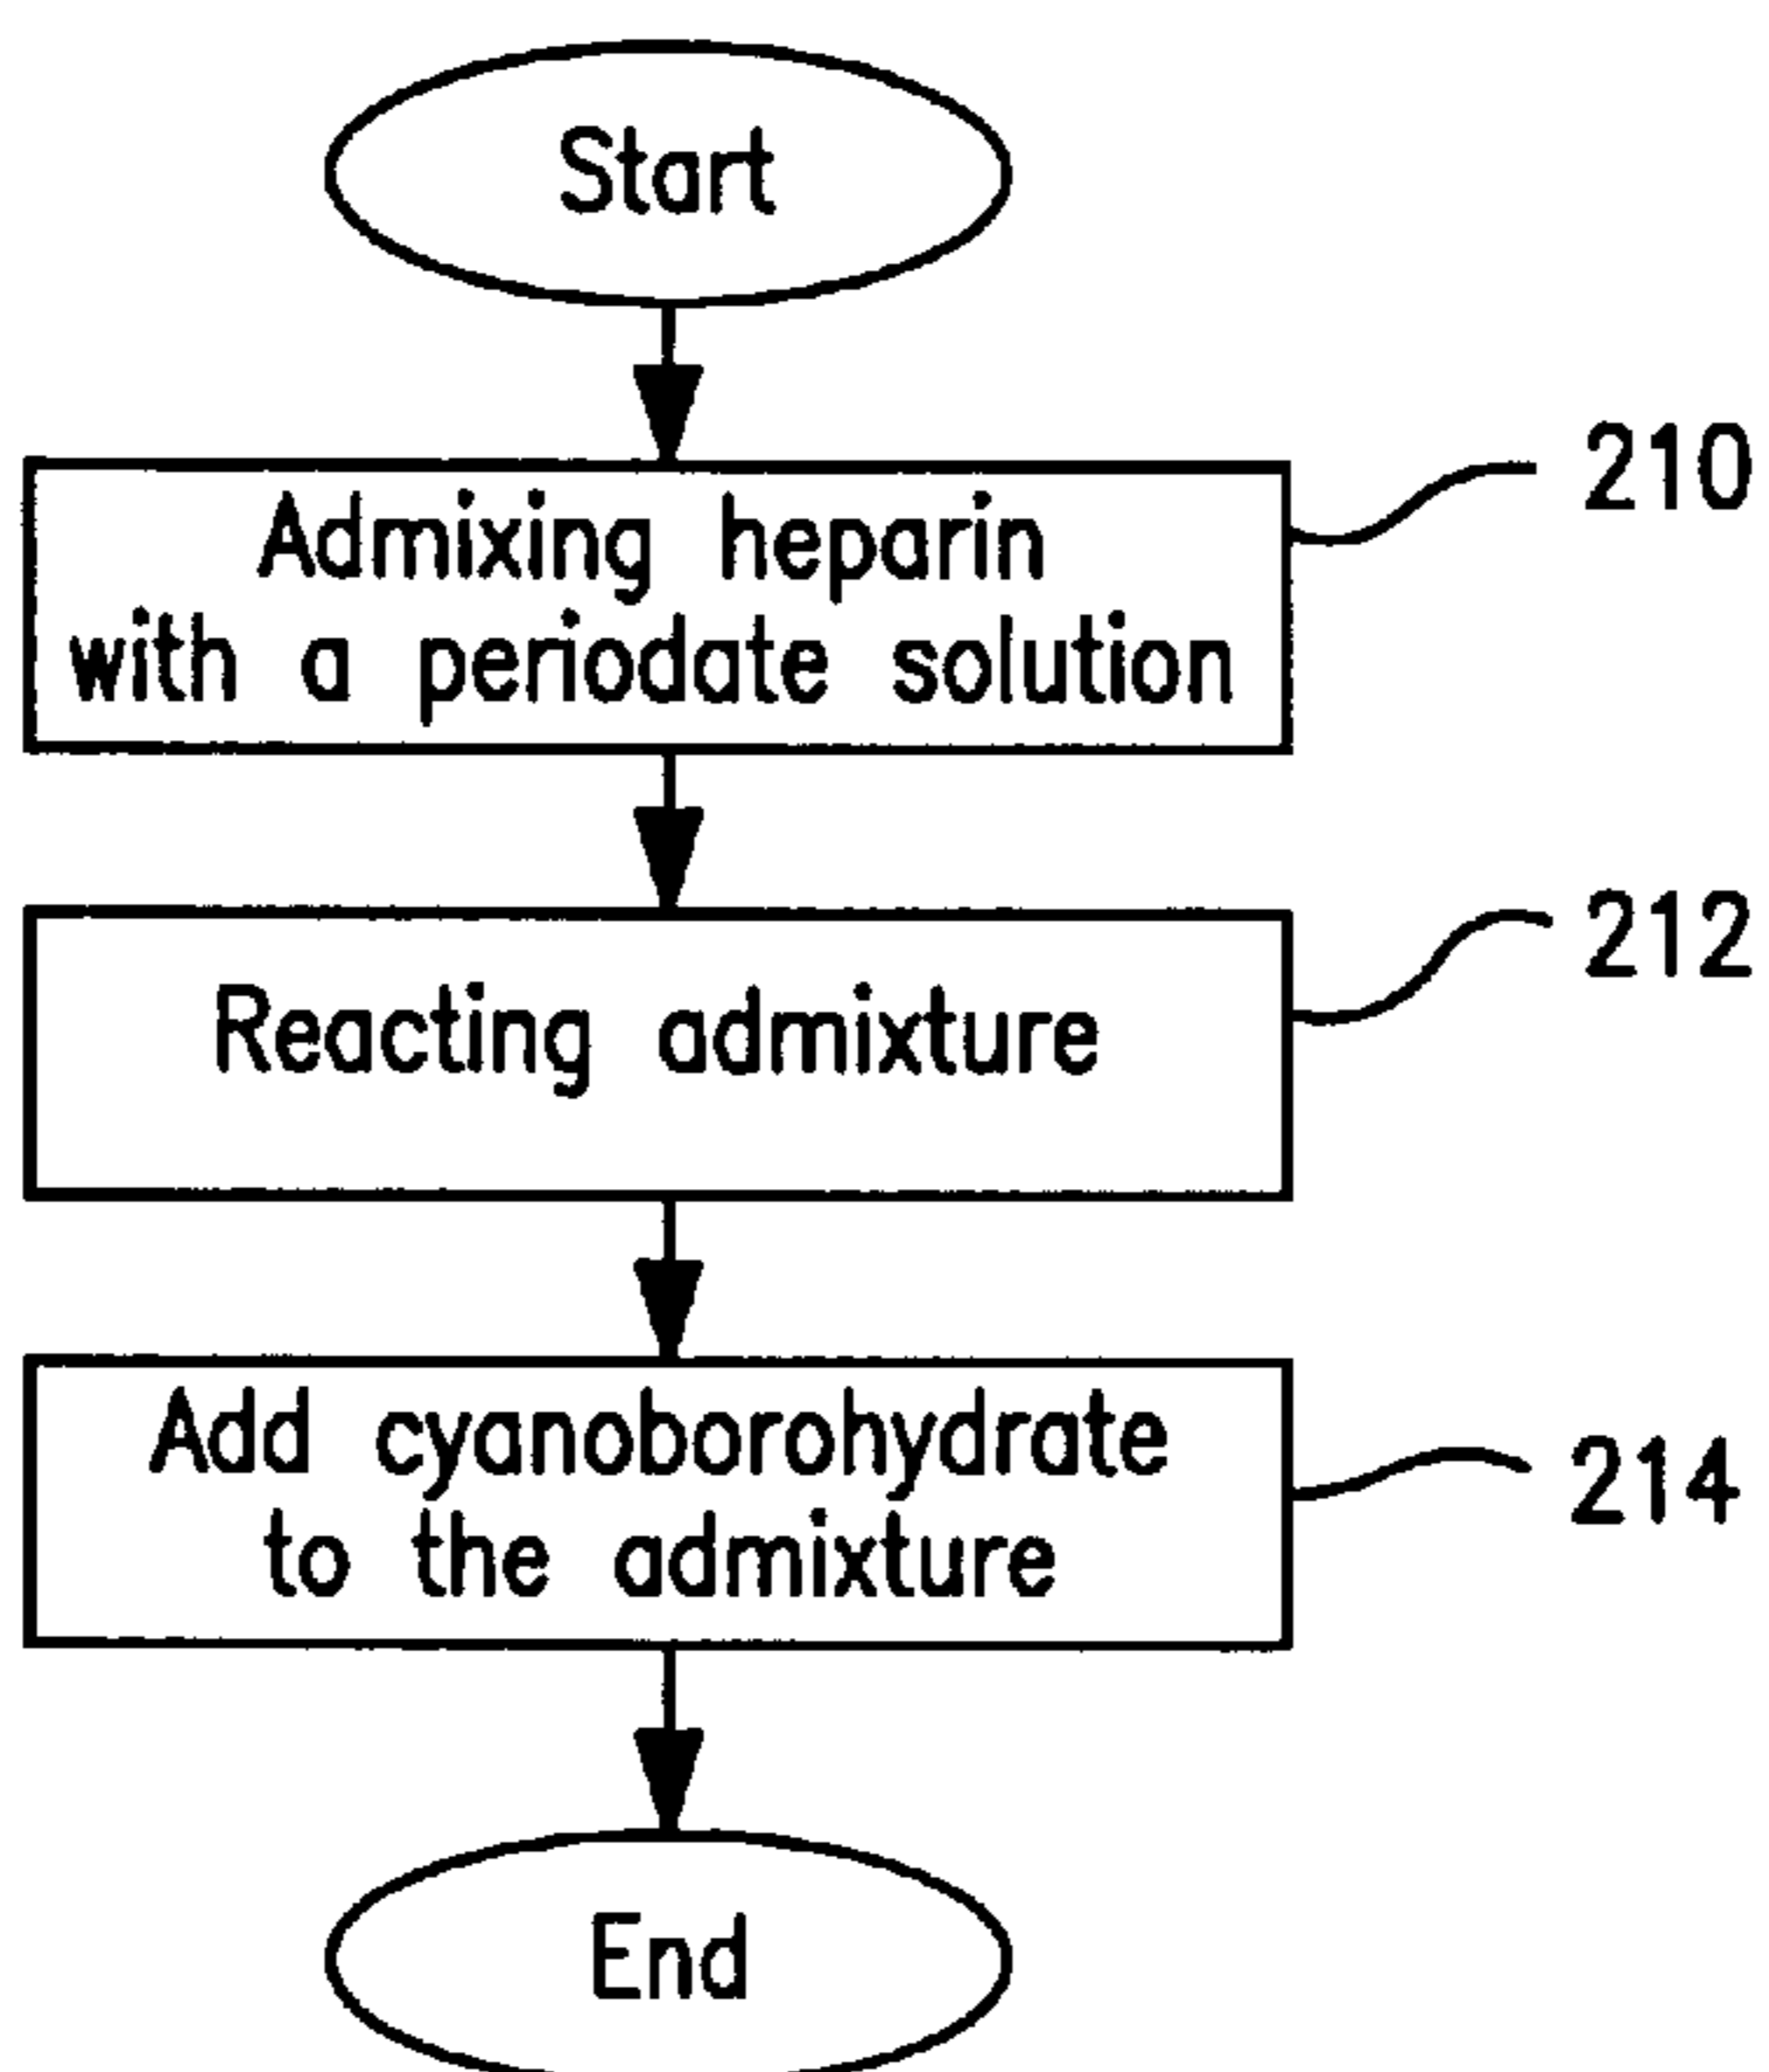 Start
210
Admixing heparin
with a periodate solution
212
Reacting admixture
Add cyanoborohydrate
214
to the admixture
End